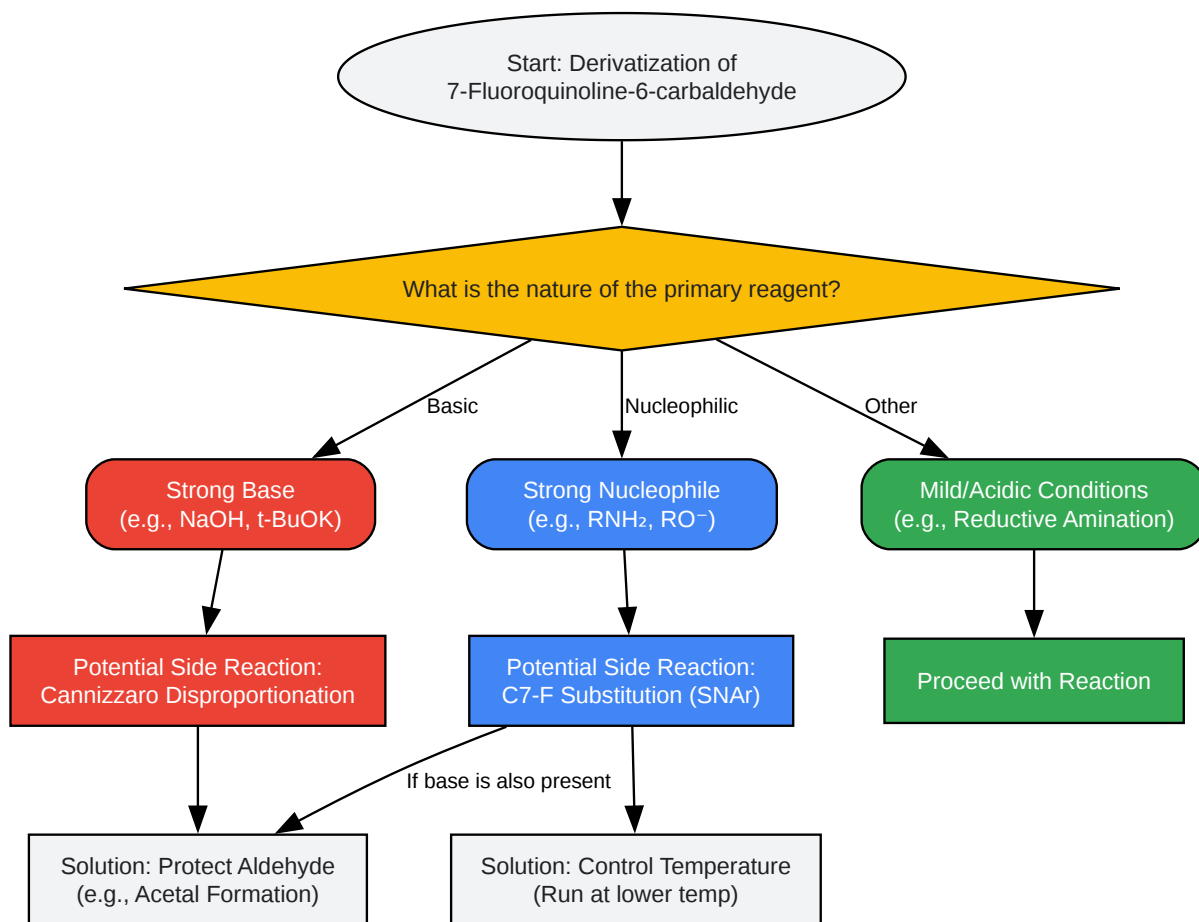 Start: Derivatization of
7-Fluoroquinoline-6-carbaldehyde
What is the nature of the primary reagent?
Basic
Nucleophilic
Other
Strong Base
(e.g., NaOH, t-BuOK)
Strong Nucleophile
(e.g., RNH₂, RO⁻)
Mild/Acidic Conditions
(e.g., Reductive Amination)
Potential Side Reaction:
Cannizzaro Disproportionation
Potential Side Reaction:
C7-F Substitution (SNAr)
Proceed with Reaction
If base is also present
Solution: Protect Aldehyde
(e.g., Acetal Formation)
Solution: Control Temperature
(Run at lower temp)